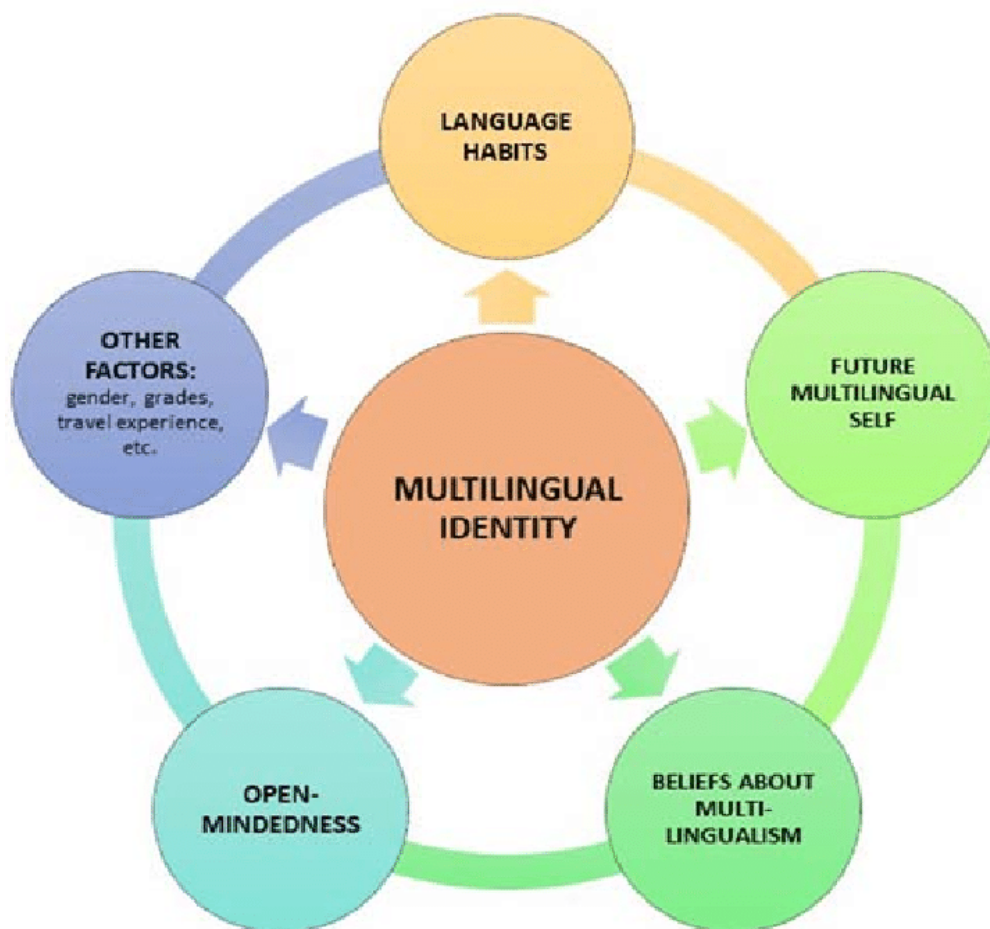 LANGUAGE
HABITS
FUTURE
MULTILINGUAL
SELF
BELIEFS ABOUT
MULTI-
LINGUALISM
OPEN-
MINDEDNESS
OTHER
FACTORS:
gender, grades,
travel experience,
etc.
MULTILINGUAL
IDENTITY